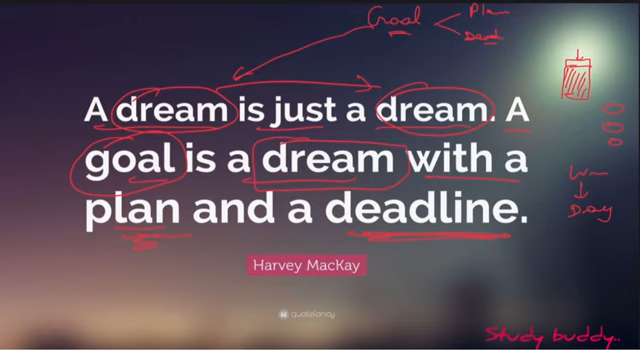 Goal
Plan
Dead
A dream is just a dream. A
goal is a dream with a
plan and a deadline.
Day
Harvey MacKay
quotefancy
Study buddy..